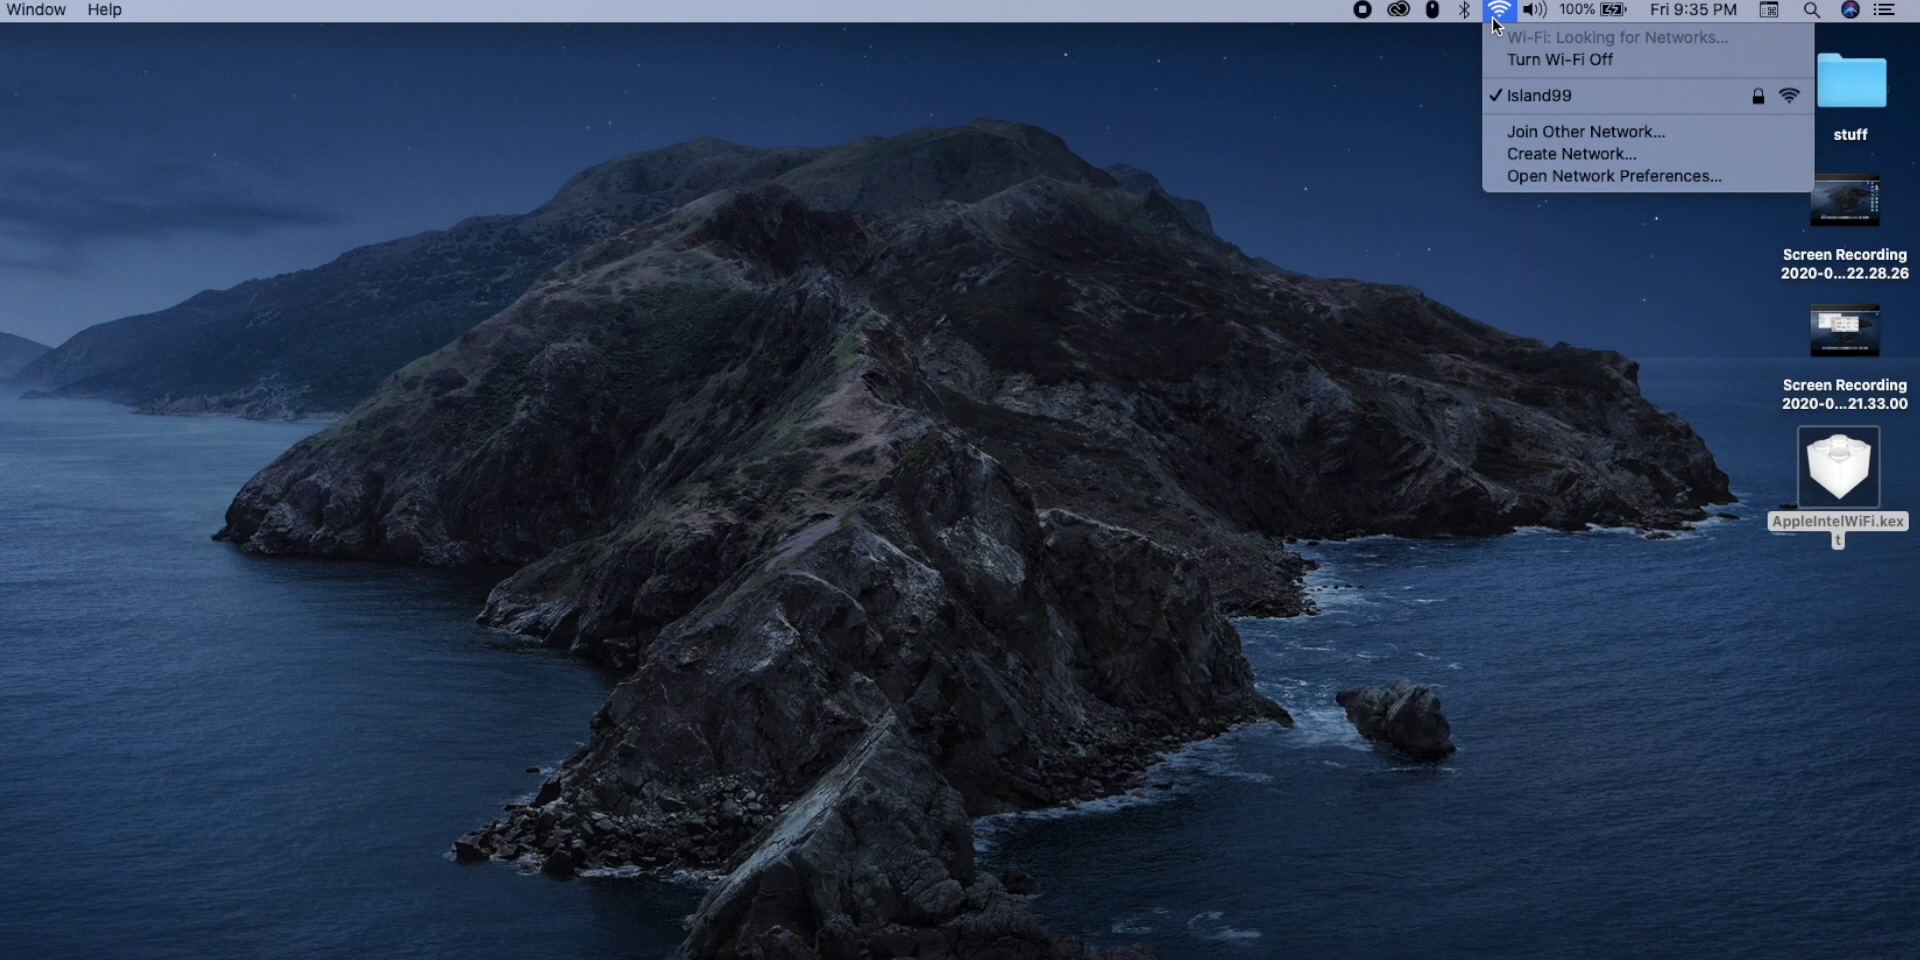 Window Help 100% Fri 9:35 PM
Wi-Fi: Looking for Networks...
Turn Wi-Fi Off
Island99
Join Other Network...
Create Network...
Open Network Preferences...
stuff
Screen Recording
2020-0...22.28.26
Screen Recording
2020-0...21.33.00
AppleIntelWiFi.kex
t